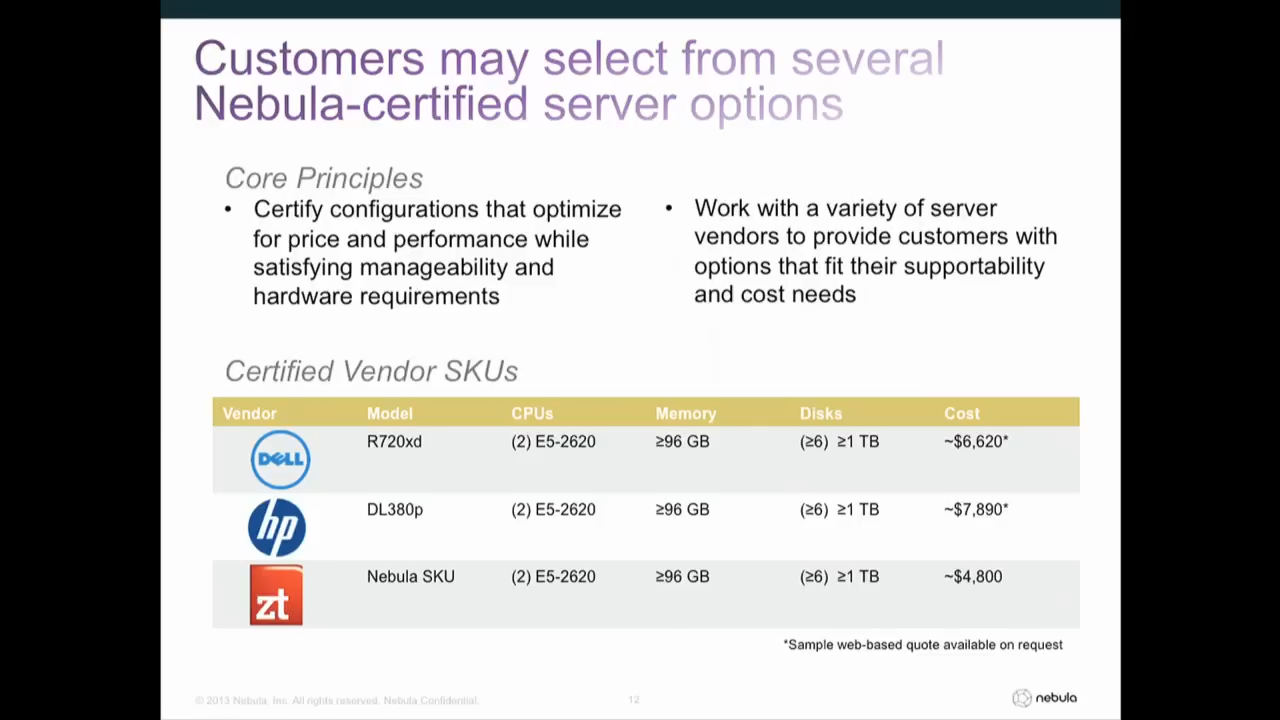 Customers may select from several
Nebula-certified server options
Core Principles
• Certify configurations that optimize
for price and performance while
satisfying manageability and
hardware requirements
• Work with a variety of server
vendors to provide customers with
options that fit their supportability
and cost needs
Certified Vendor SKUs
Vendor Model CPUs Memory Disks Cost
DELL R720xd (2) E5-2620 ≥96 GB (≥6) ≥1 TB ~$6,620*
hp DL380p (2) E5-2620 ≥96 GB (≥6) ≥1 TB ~$7,890*
zt Nebula SKU (2) E5-2620 ≥96 GB (≥6) ≥1 TB ~$4,800
*Sample web-based quote available on request
© 2013 Nebula, Inc. All rights reserved. Nebula Confidential.
12
nebula